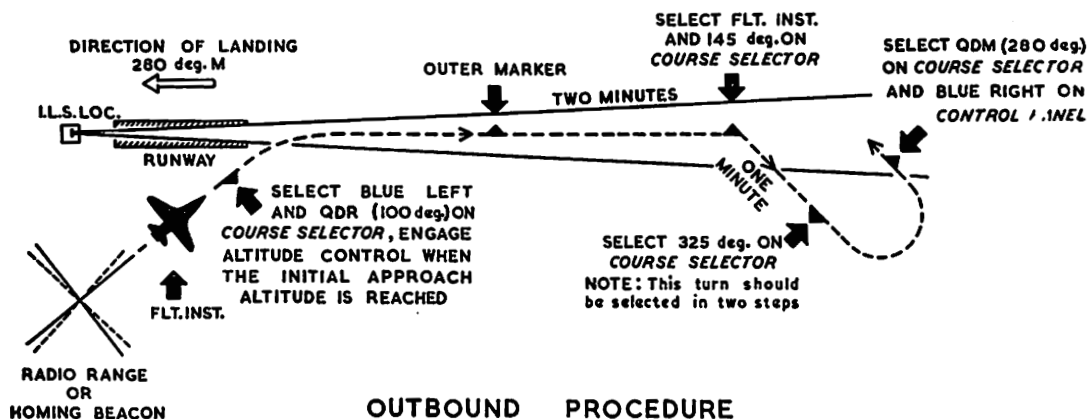 DIRECTION OF LANDING
280 deg. M
I.L.S. LOC.
RUNWAY
OUTER MARKER
TWO MINUTES
SELECT FLT. INST.
AND 145 deg. ON
COURSE SELECTOR
SELECT QDM (280 deg)
ON COURSE SELECTOR
AND BLUE RIGHT ON
CONTROL PANEL
ONE
MINUTE
SELECT BLUE LEFT
AND QDR (100 deg.) ON
COURSE SELECTOR, ENGAGE
ALTITUDE CONTROL WHEN
THE INITIAL APPROACH
ALTITUDE IS REACHED
SELECT 325 deg. ON
COURSE SELECTOR
NOTE: This turn should
be selected in two steps
FLT. INST.
RADIO RANGE
OR
HOMING BEACON
OUTBOUND PROCEDURE